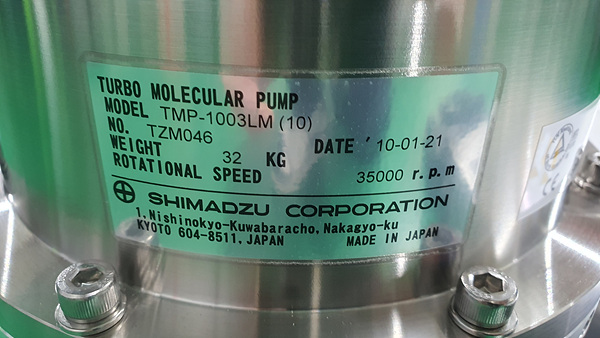 TURBO MOLECULAR PUMP
MODEL TMP-1003LM (10)
NO. TZM046
WEIGHT 32 KG DATE '10-01-21
ROTATIONAL SPEED 35000 r.p.m
SHIMADZU CORPORATION
1, Nishinokyo-Kuwabaracho, Nakagyo-ku
KYOTO 604-8511, JAPAN MADE IN JAPAN
CE